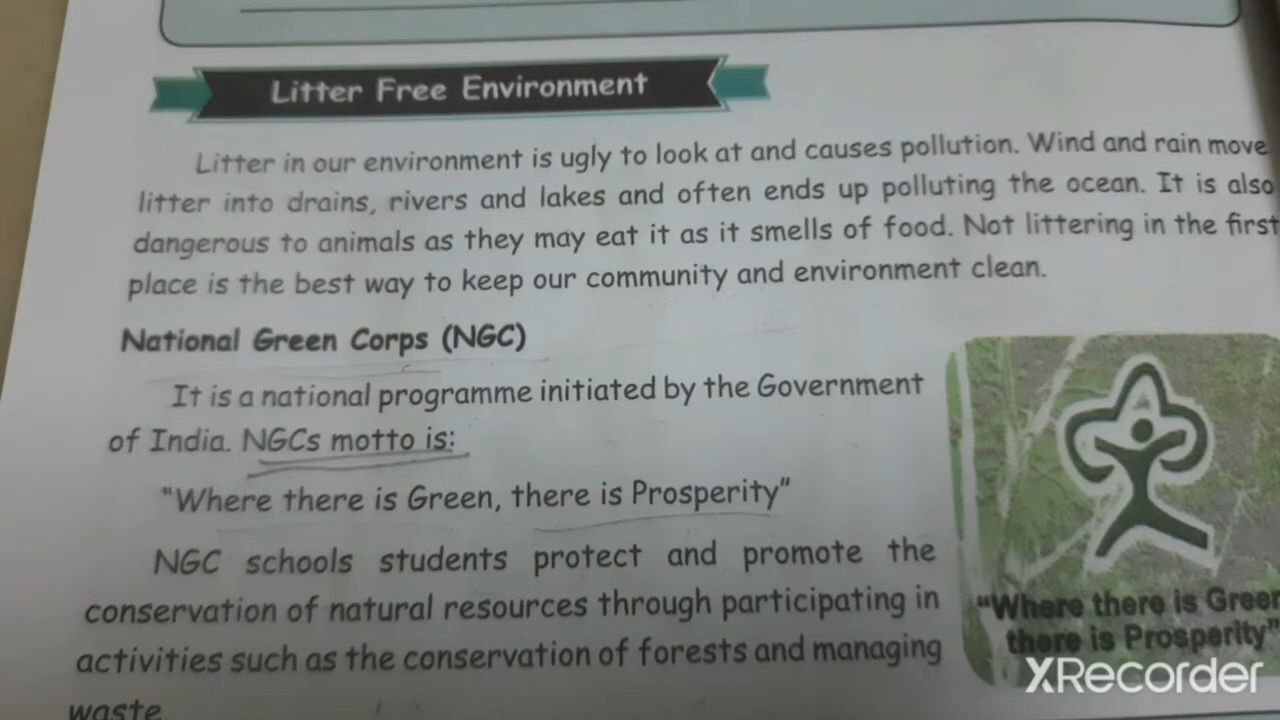 Litter Free Environment
Litter in our environment is ugly to look at and causes pollution. Wind and rain move
litter into drains, rivers and lakes and often ends up polluting the ocean. It is also
dangerous to animals as they may eat it as it smells of food. Not littering in the first
place is the best way to keep our community and environment clean.
National Green Corps (NGC)
It is a national programme initiated by the Government
of India. NGCs motto is:
"Where there is Green, there is Prosperity"
NGC schools students protect and promote the
conservation of natural resources through participating in
activities such as the conservation of forests and managing
waste
"Where there is Green
there is Prosperity"
XRecorder